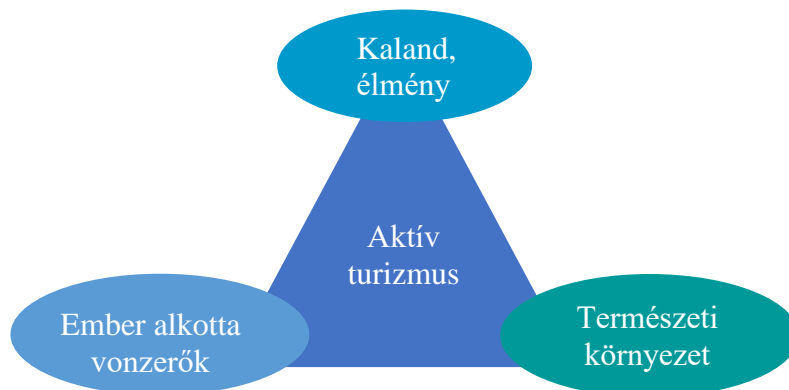 Kaland,
élmény
Aktív
turizmus
Ember alkotta
vonzerők
Természeti
környezet